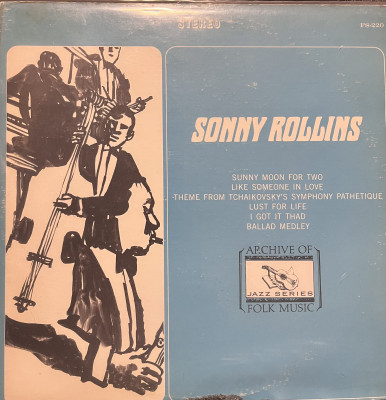 STEREO
FS-220
SONNY ROLLINS
SUNNY MOON FOR TWO
LIKE SOMEONE IN LOVE
THEME FROM TCHAIKOVSKY'S SYMPHONY PATHETIQUE
LUST FOR LIFE
I GOT IT THAD
BALLAD MEDLEY
ARCHIVE OF
JAZZ SERIES
FOLK MUSIC